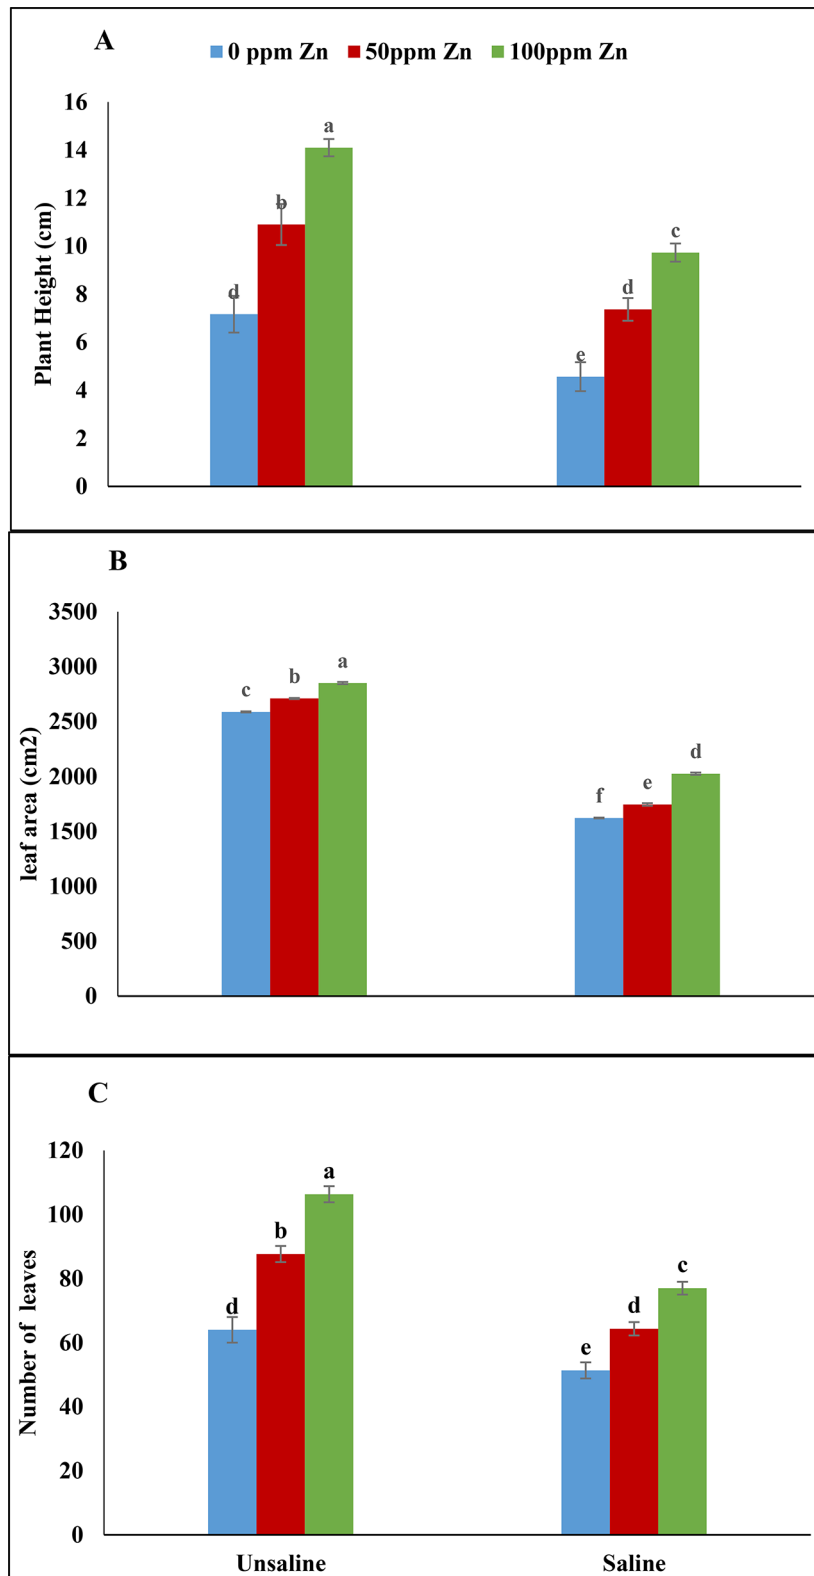 A
0 ppm Zn 50ppm Zn 100ppm Zn
Plant Height (cm)
16
14
12
10
8
6
4
2
0
d
b
a
e
d
c
B
leaf area (cm2)
3500
3000
2500
2000
1500
1000
500
0
c
b
a
f
e
d
C
Number of leaves
120
100
80
60
40
20
0
d
b
a
e
d
c
Unsaline Saline